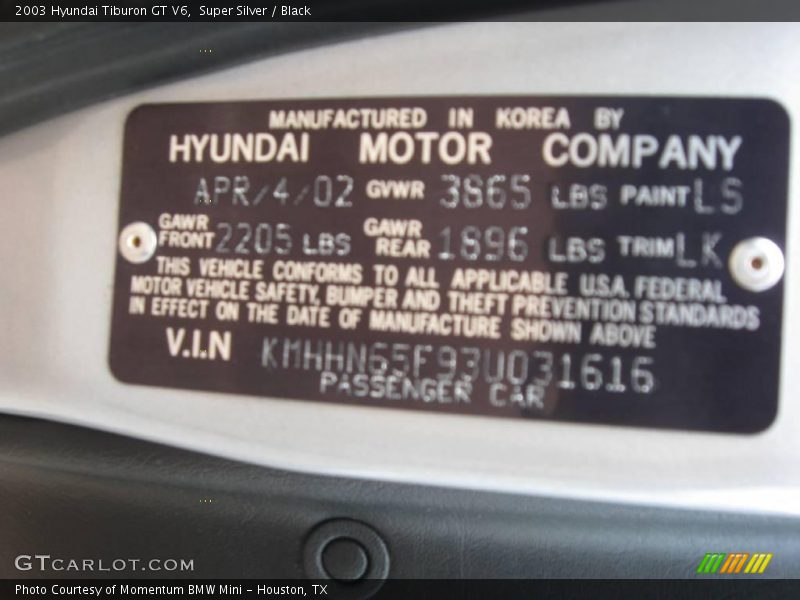 2003 Hyundai Tiburon GT V6,  Super Silver / Black
MANUFACTURED IN KOREA BY
HYUNDAI MOTOR COMPANY
APR/4/02 GVWR 3865 LBS PAINT LS
GAWR FRONT 2205 LBS GAWR REAR 1896 LBS TRIM LK
THIS VEHICLE CONFORMS TO ALL APPLICABLE U.S.A. FEDERAL
MOTOR VEHICLE SAFETY, BUMPER AND THEFT PREVENTION STANDARDS
IN EFFECT ON THE DATE OF MANUFACTURE SHOWN ABOVE
V.I.N KMHHN65F93U031616
PASSENGER CAR
GTCARLOT.COM
Photo Courtesy of Momentum BMW Mini - Houston, TX